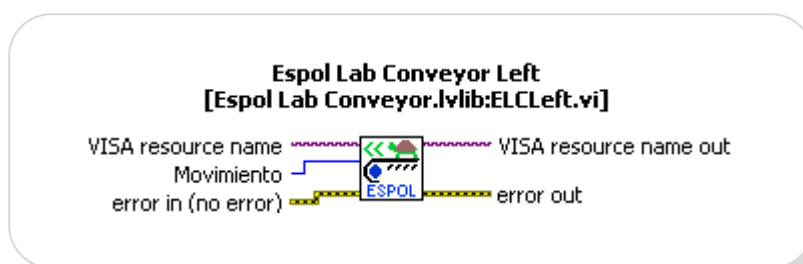 Espol Lab Conveyor Left
[Espol Lab Conveyor.lvlib:ELCLeft.vi]
VISA resource name
VISA resource name out
Movimiento
error in (no error)
error out
ESPOL